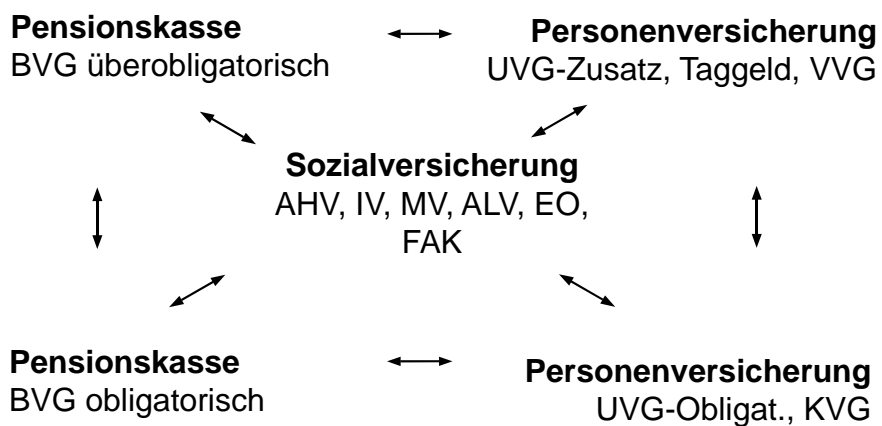 Pensionskasse
BVG überobligatorisch
Personenversicherung
UVG-Zusatz, Taggeld, VVG
Sozialversicherung
AHV, IV, MV, ALV, EO,
FAK
Pensionskasse
BVG obligatorisch
Personenversicherung
UVG-Obligat., KVG